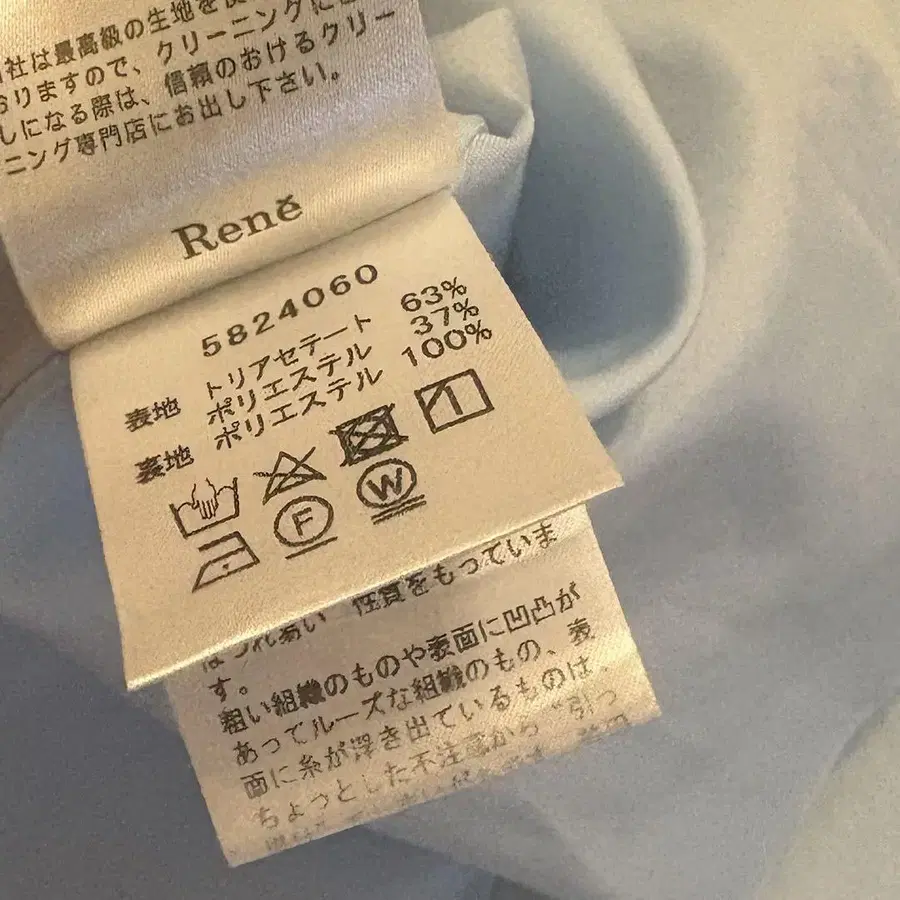 社は最高級の生地を
おりますので、クリーニングに
しになる際は、信頼のおけるクリー
ニング専門店にお出し下さい。
René
5824060
表地 トリアセテート 63%
ポリエステル 37%
裏地 ポリエステル 100%
F W
性質をもっていま
す。
粗い組織のものや表面に凹凸が
あってルーズな組織のもの、表
面に糸が浮き出ているものは、
ちょっとした不注意から“引っ